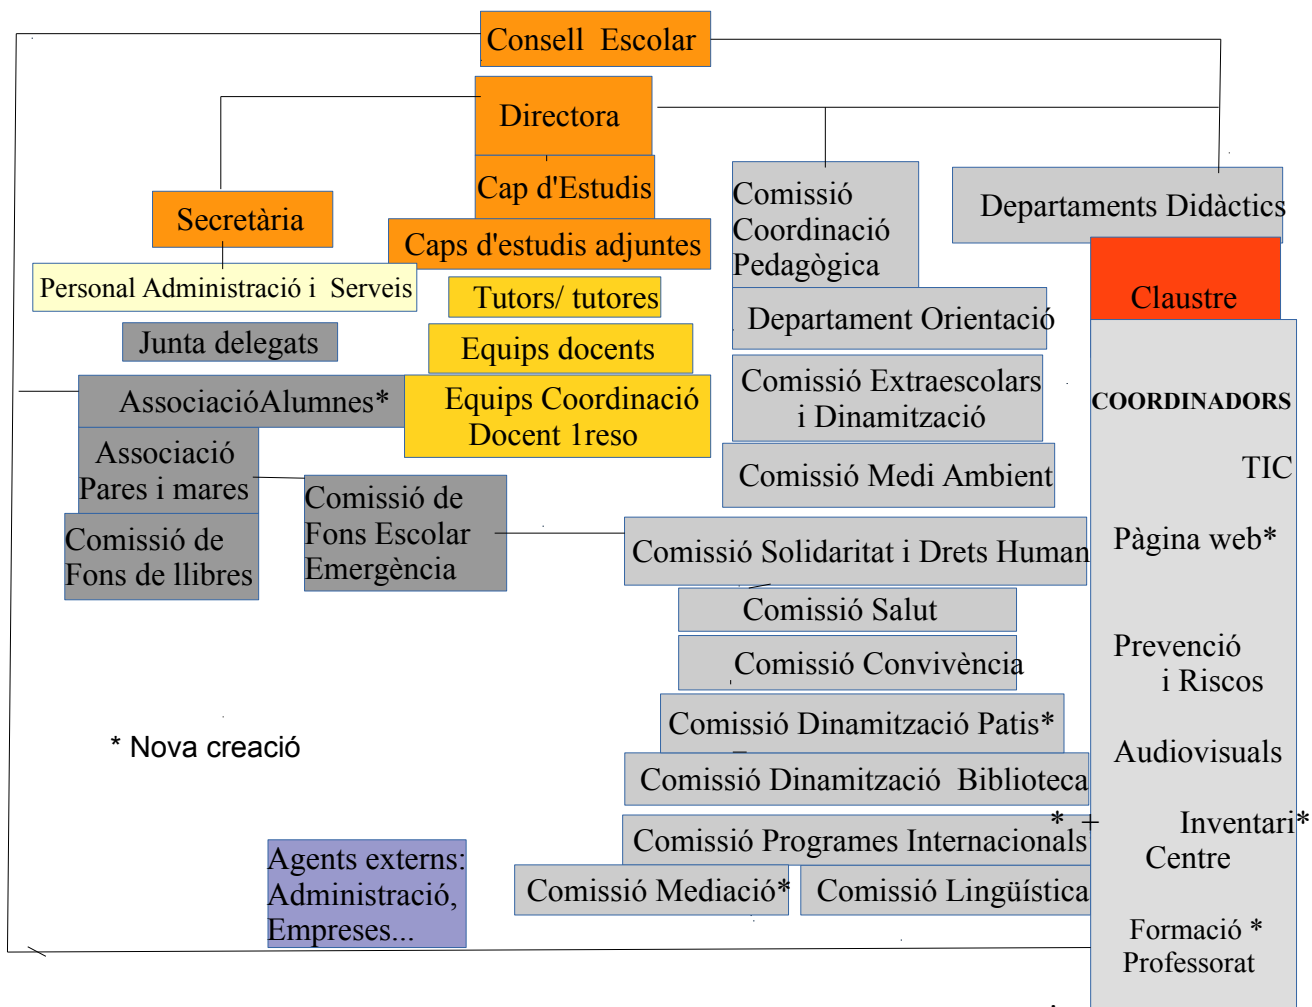 Consell  Escolar
Directora
Cap d'Estudis
Caps d'estudis adjuntes
Secretària
Personal Administració i  Serveis
Tutors/ tutores
Equips docents
Equips Coordinació
Docent 1reso
Junta delegats
AssociacióAlumnes*
Associació
Pares i mares
Comissió de
Fons de llibres
Comissió de
Fons Escolar
Emergència
Comissió
Coordinació
Pedagògica
Departament Orientació
Comissió Extraescolars
i Dinamització
Comissió Medi Ambient
Comissió Solidaritat i Drets Human
Comissió Salut
Comissió Convivència
Comissió Dinamització Patis*
Comissió Dinamització  Biblioteca
*
Comissió Programes Internacionals
Comissió Mediació*
Comissió Lingüística
Departaments Didàctics
Claustre
COORDINADORS
TIC
Pàgina web*
Prevenció
i Riscos
Audiovisuals
+
Inventari*
Centre
Formació *
Professorat
* Nova creació
Agents externs:
Administració,
Empreses...